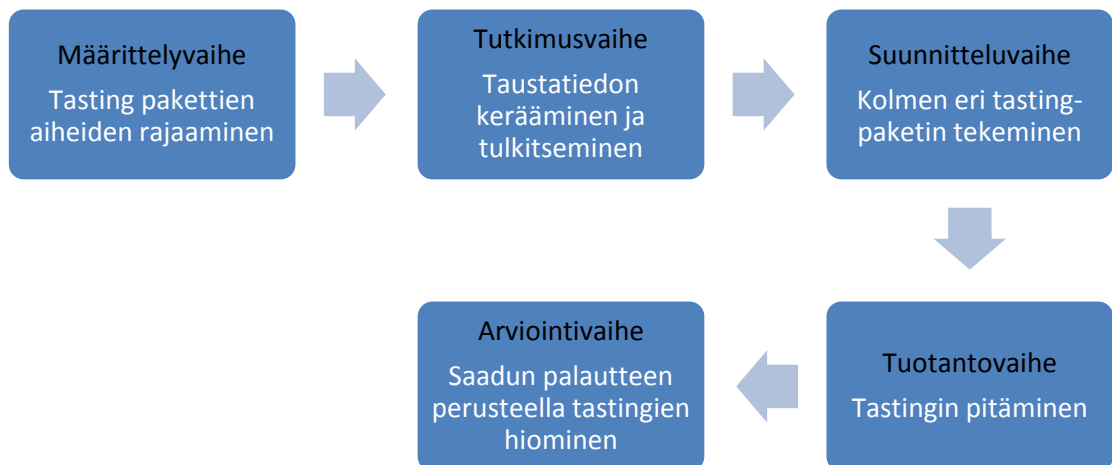 Määrittelyvaihe
Tasting pakettien
aiheiden rajaaminen
Tutkimusvaihe
Taustatiedon
kerääminen ja
tulkitseminen
Suunnitteluvaihe
Kolmen eri tasting-
paketin tekeminen
Tuotantovaihe
Tastingin pitäminen
Arviointivaihe
Saadun palautteen
perusteella tastingien
hiominen